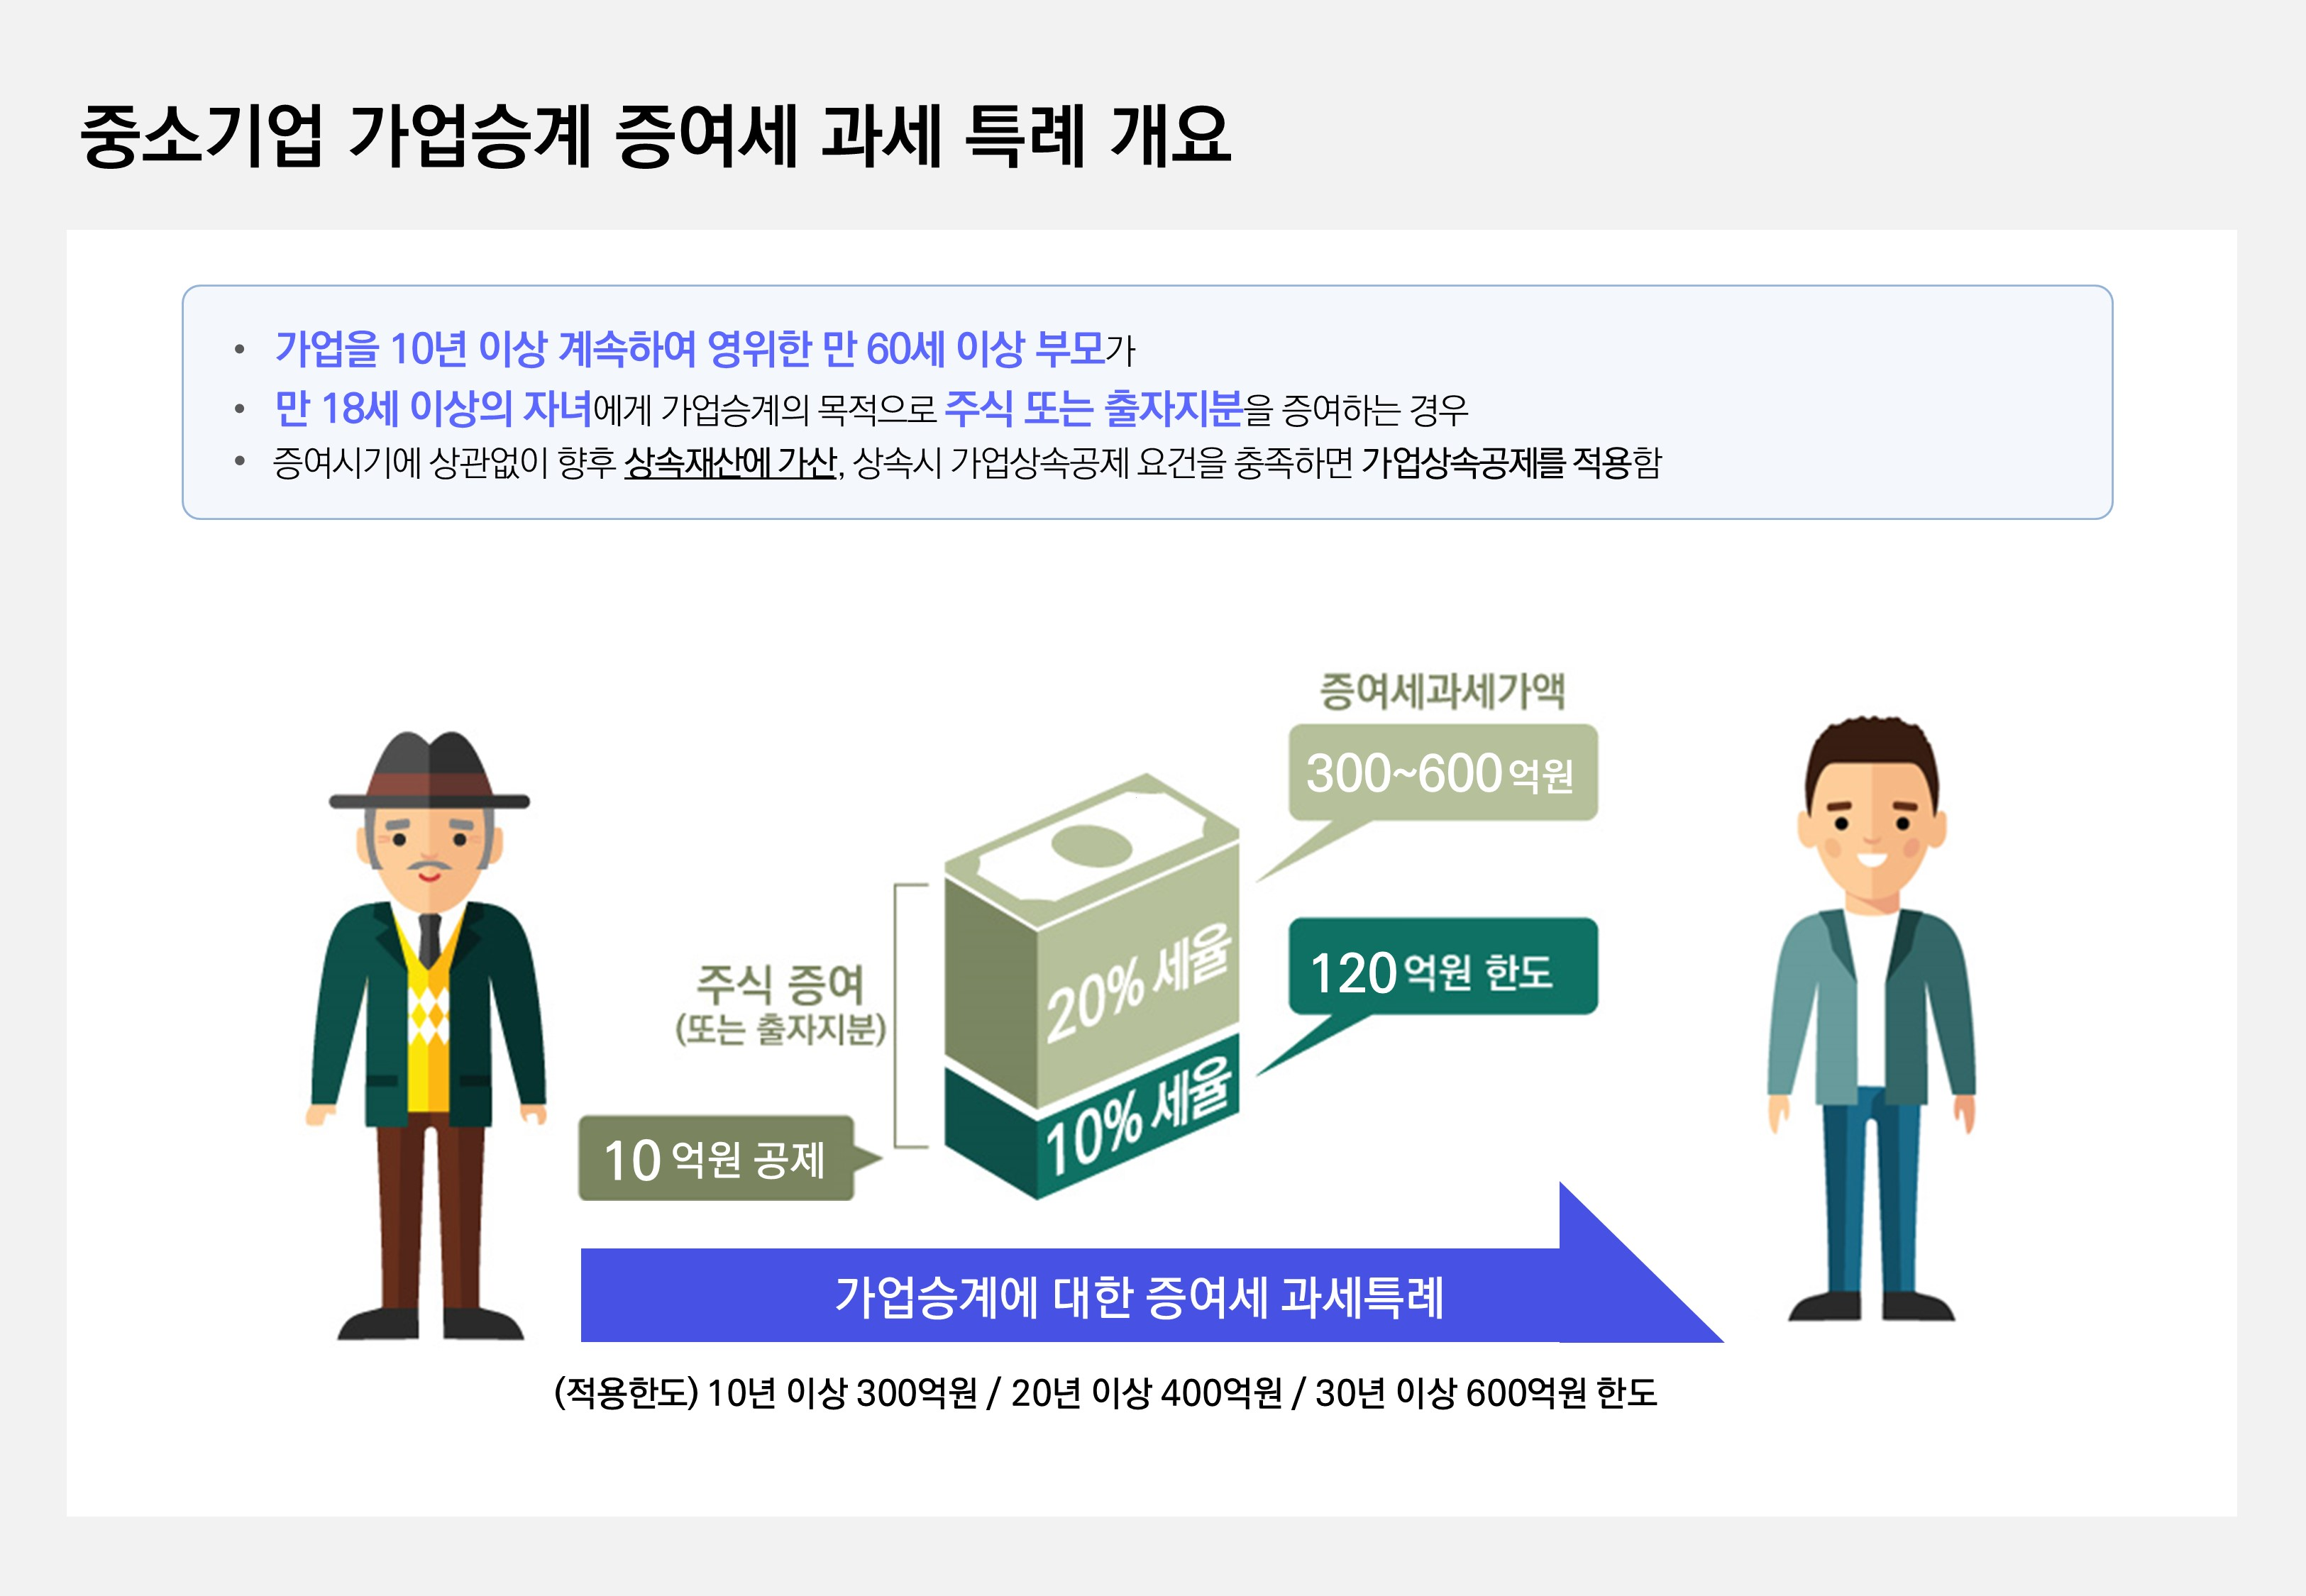 중소기업 가업승계 증여세 과세 특례 개요
• 가업을 10년 이상 계속하여 영위한 만 60세 이상 부모가
• 만 18세 이상의 자녀에게 가업승계의 목적으로 주식 또는 출자지분을 증여하는 경우
• 증여시기에 상관없이 향후 상속재산에 가산, 상속시 가업상속공제 요건을 충족하면 가업상속공제를 적용함
증여세과세가액
300~600억원
20% 세율
120억원 한도
주식 증여
(또는 출자지분)
10% 세율
10억원 공제
가업승계에 대한 증여세 과세특례
(적용한도) 10년 이상 300억원 / 20년 이상 400억원 / 30년 이상 600억원 한도